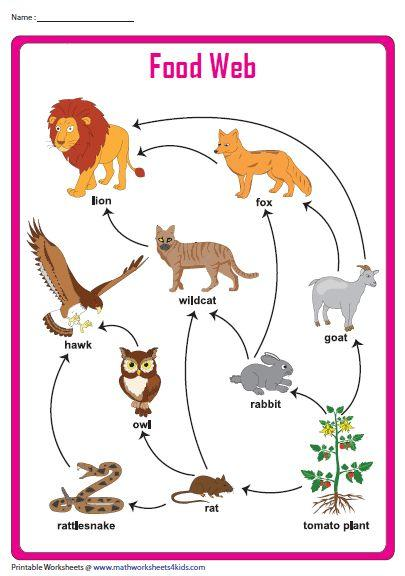 Name :
Food Web
lion
fox
wildcat
goat
hawk
rabbit
owl
rat
rattlesnake
tomato plant
Printable Worksheets @ www.mathworksheets4kids.com